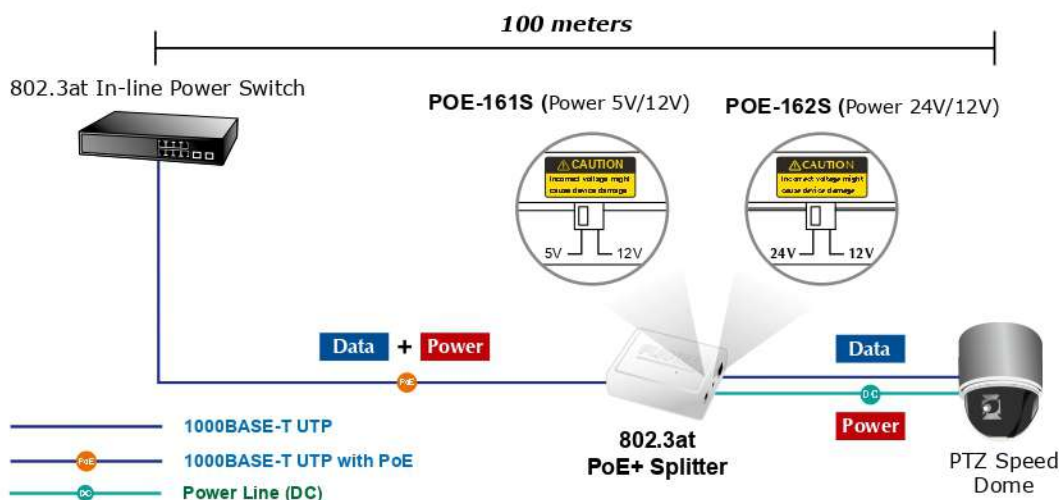 100 meters
802.3at In-line Power Switch
POE-161S (Power 5V/12V)
POE-162S (Power 24V/12V)
CAUTION
Incorrect voltage might
cause device damage
5V
12V
CAUTION
Incorrect voltage might
cause device damage
24V
12V
Data + Power
PoE
Data
DC
Power
802.3at
PoE+ Splitter
PTZ Speed
Dome
1000BASE-T UTP
PoE
1000BASE-T UTP with PoE
DC
Power Line (DC)